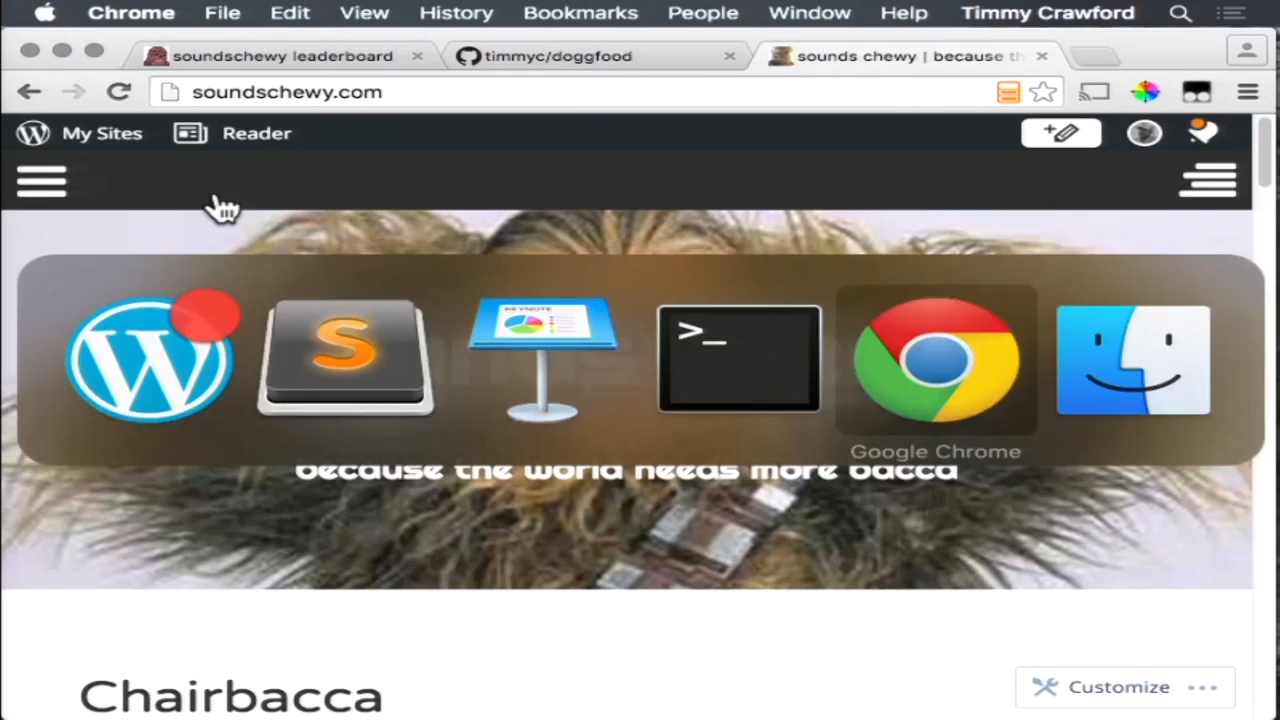 Chrome File Edit View History Bookmarks People Window Help Timmy Crawford
soundschewy leaderboard timmyc/doggfood sounds chewy | because th
soundschewy.com
My Sites Reader
KEYNOTE
S
>_
Google Chrome
because the world needs more bacca
Chairbacca
Customize